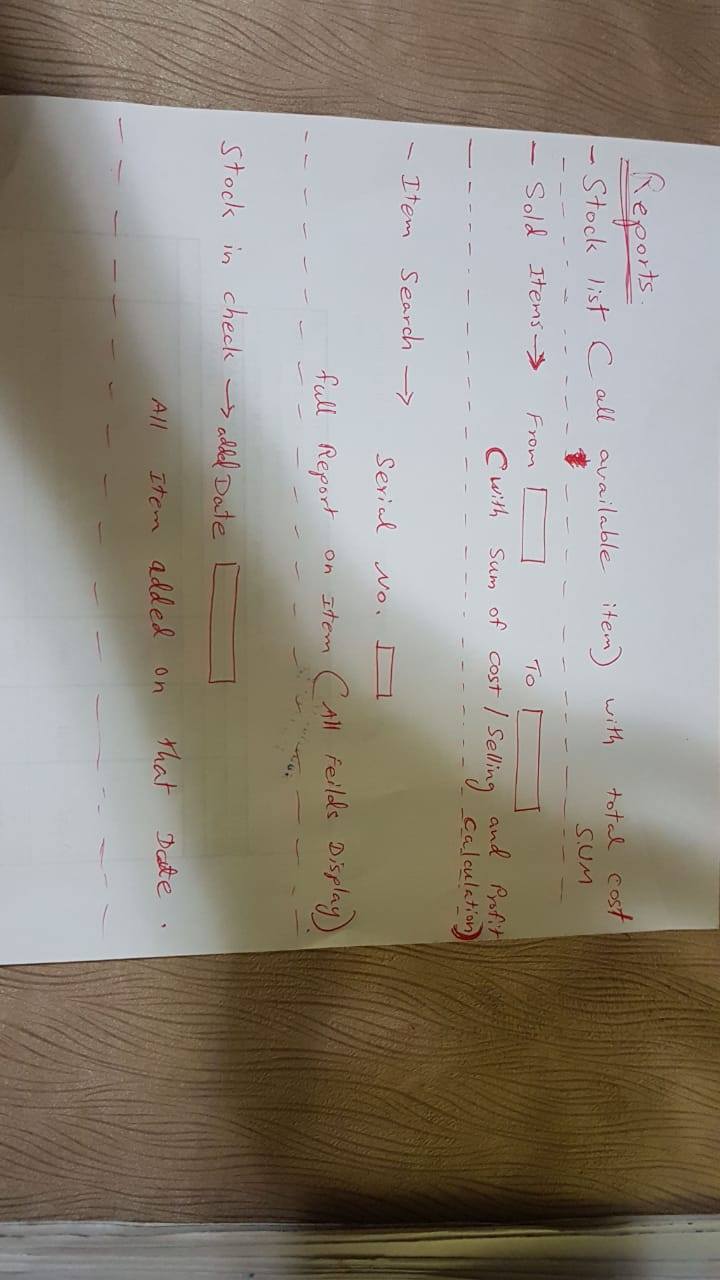 Reports.
- Stock list (all available item) with total cost
SUM
- Sold Items → From To
(with sum of cost / selling and Profit
calculation)
- Item Search → Serial No.
full Report on Item (All Feilds Display).
Stock in check → added Date
All Item added on that Date.